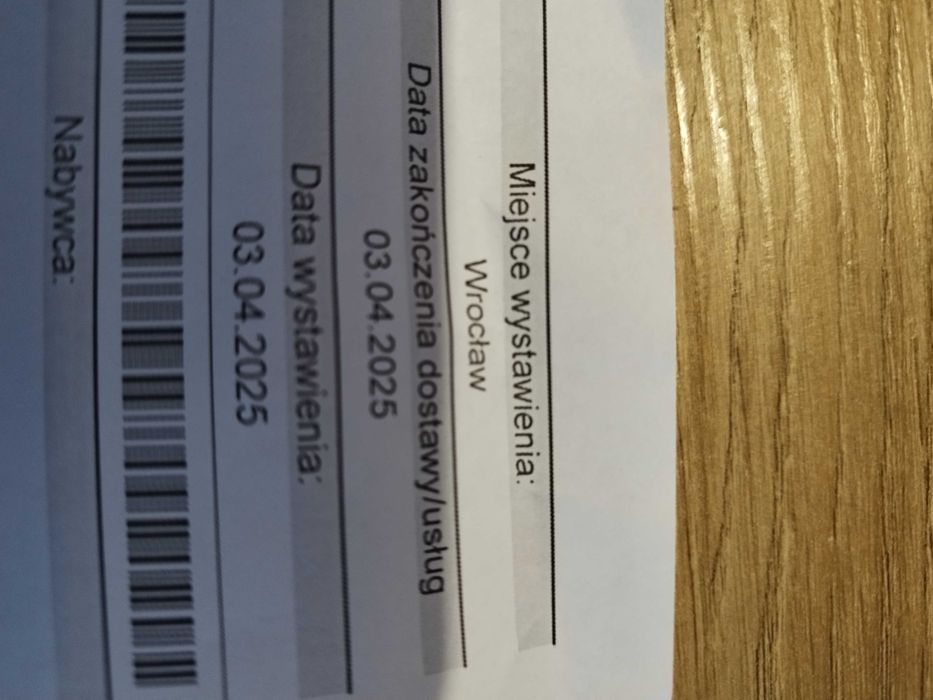 Miejsce wystawienia:
Wrocław
Data zakończenia dostawy/usług
03.04.2025
Data wystawienia:
03.04.2025
Nabywca: